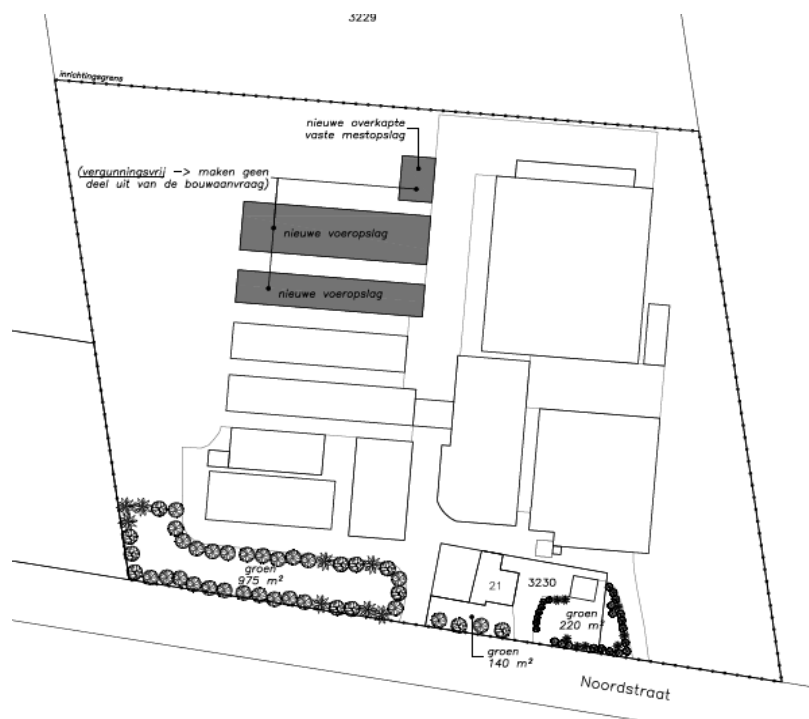 3229
inrichtingsgrens
nieuwe overkapte
vaste mestopslag
(vergunningsvrij -> maken geen
deel uit van de bouwaanvraag)
nieuwe voeropslag
nieuwe voeropslag
groen
975 m²
21
3230
groen
220 m²
groen
140 m²
Noordstraat